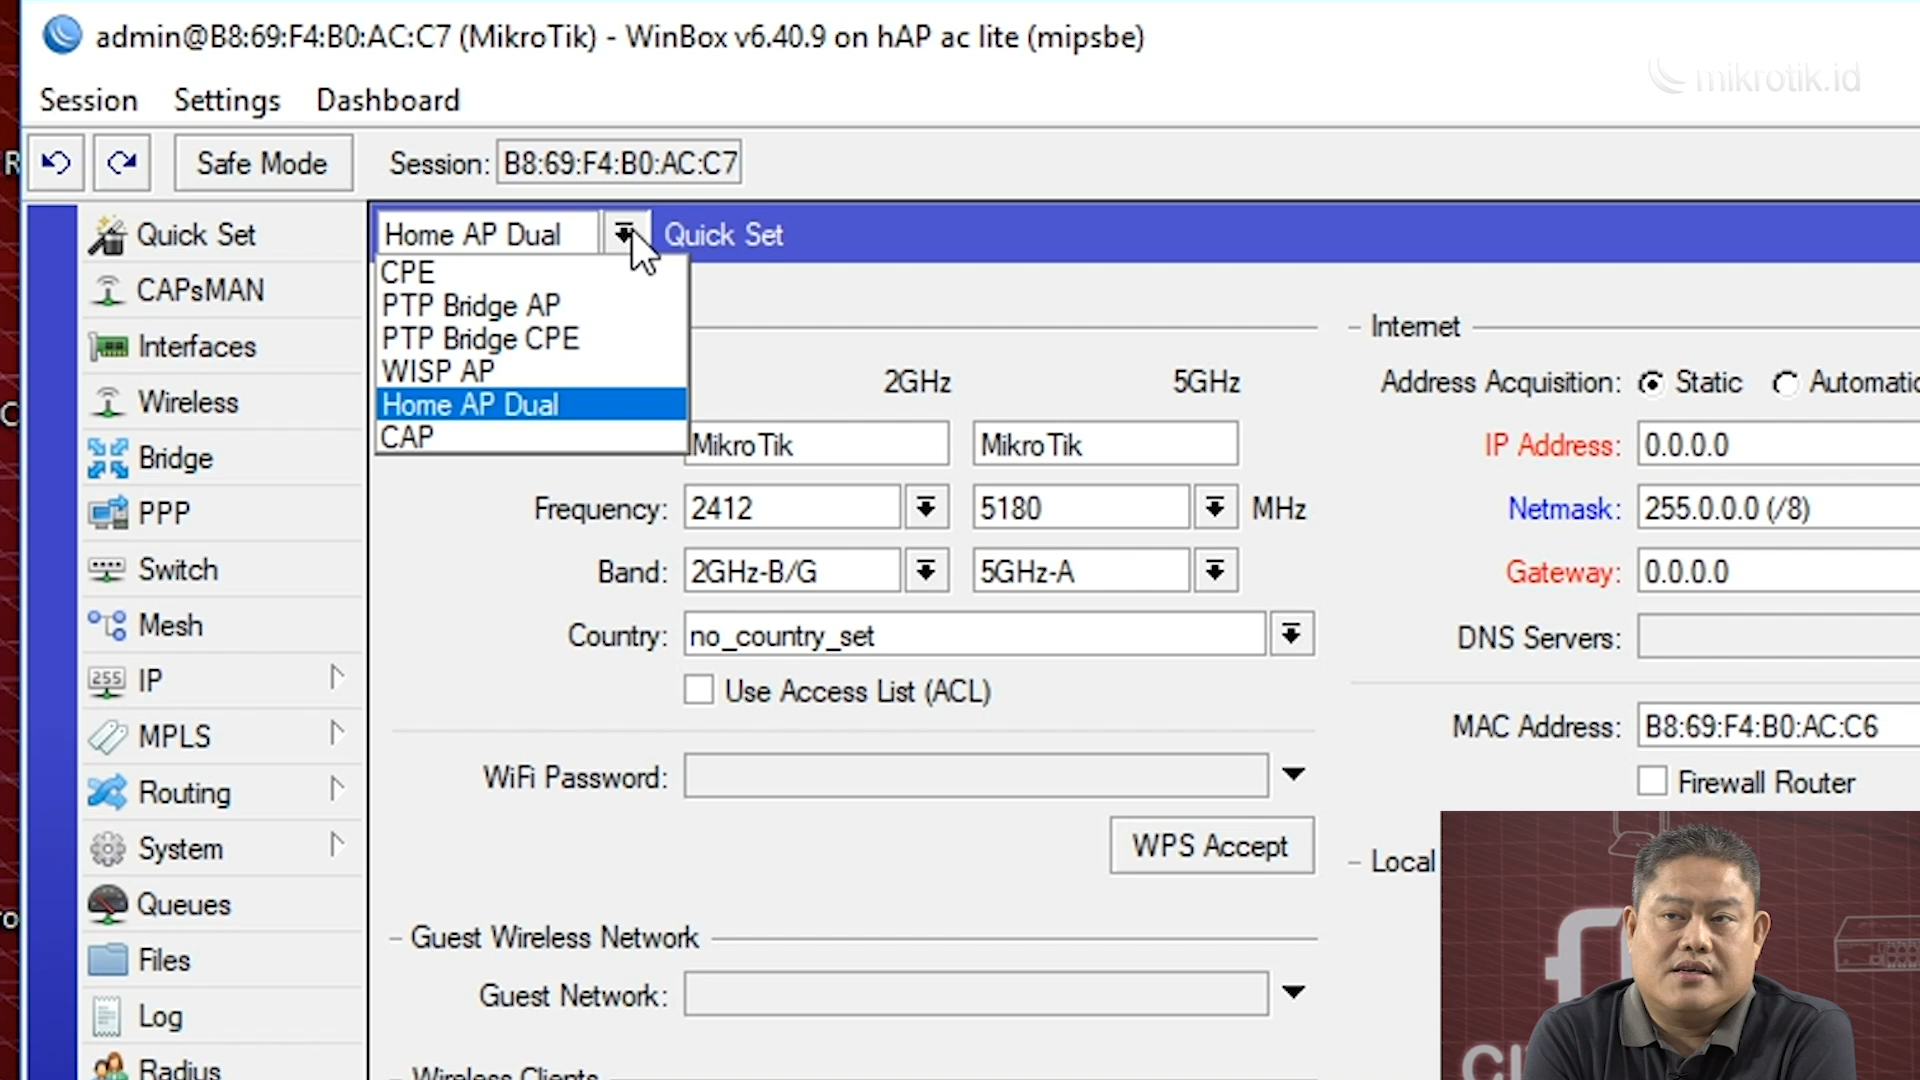 admin@B8:69:F4:B0:AC:C7 (MikroTik) - WinBox v6.40.9 on hAP ac lite (mipsbe)
mikrotik.id
Session Settings Dashboard
Safe Mode Session: B8:69:F4:B0:AC:C7
Quick Set
CAPsMAN
Interfaces
Wireless
Bridge
PPP
Switch
Mesh
IP
MPLS
Routing
System
Queues
Files
Log
Radius
Home AP Dual Quick Set
CPE
PTP Bridge AP
PTP Bridge CPE
WISP AP
Home AP Dual
CAP
2GHz 5GHz
MikroTik MikroTik
Frequency: 2412 5180 MHz
Band: 2GHz-B/G 5GHz-A
Country: no_country_set
Use Access List (ACL)
WiFi Password:
WPS Accept
Guest Wireless Network
Guest Network:
Wireless Clients
Internet
Address Acquisition: Static Automatic
IP Address: 0.0.0.0
Netmask: 255.0.0.0 (/8)
Gateway: 0.0.0.0
DNS Servers:
MAC Address: B8:69:F4:B0:AC:C6
Firewall Router
Local